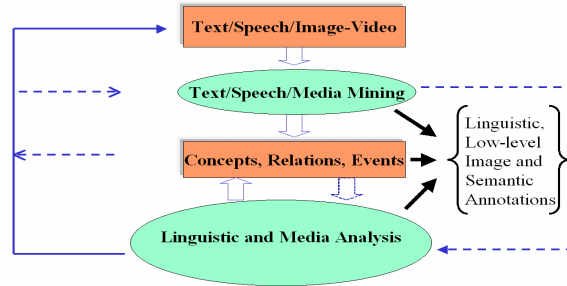 Text/Speech/Image-Video
Text/Speech/Media Mining
Concepts, Relations, Events
Linguistic,
Low-level
Image and
Semantic
Annotations
Linguistic and Media Analysis